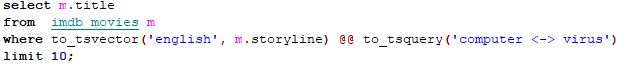 select m.title
from imdb_movies m
where to_tsvector('english', m.storyline) @@ to_tsquery('computer <-> virus')
limit 10;